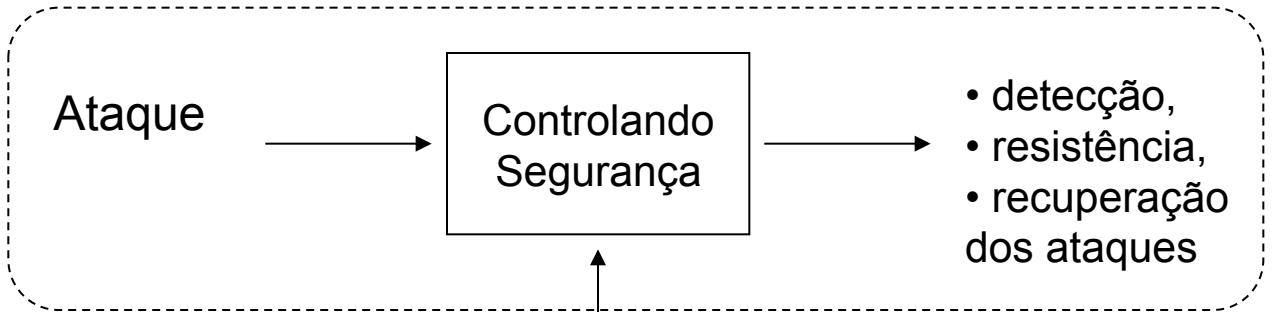 Ataque
Controlando
Segurança
• detecção,
• resistência,
• recuperação
dos ataques